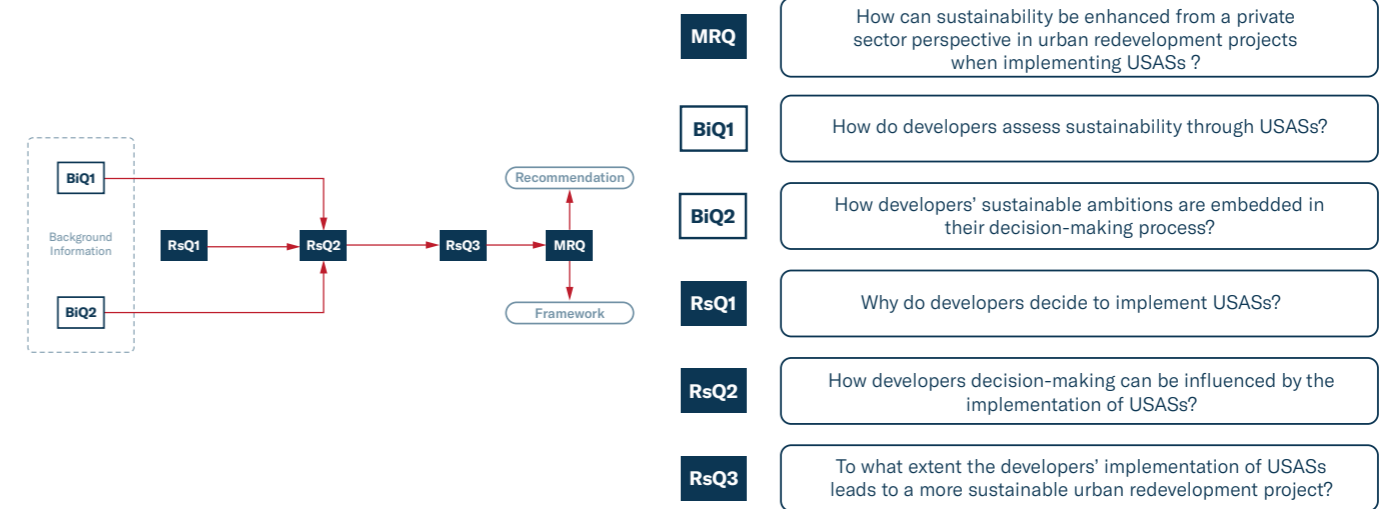 BiQ1
Background
Information
BiQ2
RsQ1
RsQ2
RsQ3
MRQ
Recommendation
Framework
MRQ
How can sustainability be enhanced from a private
sector perspective in urban redevelopment projects
when implementing USASs ?
BiQ1
How do developers assess sustainability through USASs?
BiQ2
How developers’ sustainable ambitions are embedded in
their decision-making process?
RsQ1
Why do developers decide to implement USASs?
RsQ2
How developers decision-making can be influenced by the
implementation of USASs?
RsQ3
To what extent the developers’ implementation of USASs
leads to a more sustainable urban redevelopment project?